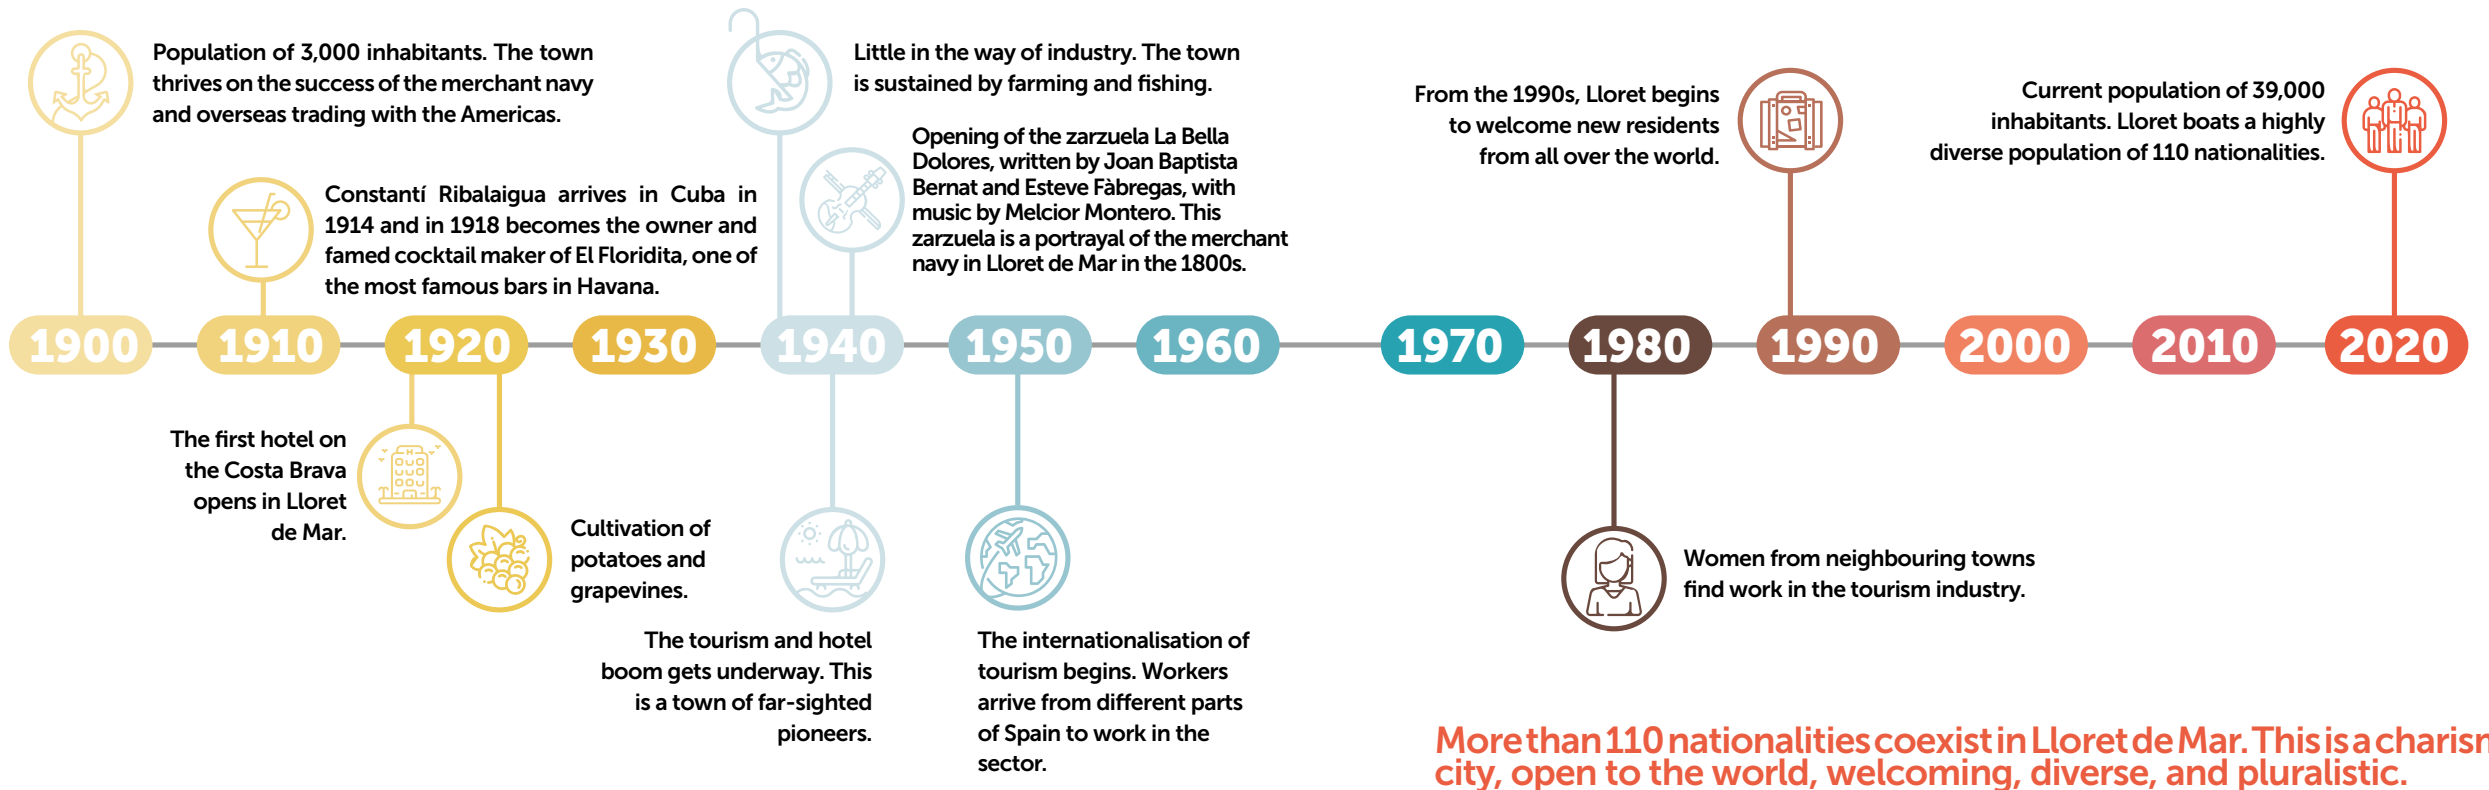 Population of 3,000 inhabitants. The town
thrives on the success of the merchant navy
and overseas trading with the Americas.
Constantí Ribalaigua arrives in Cuba in
1914 and in 1918 becomes the owner and
famed cocktail maker of El Floridita, one of
the most famous bars in Havana.
Little in the way of industry. The town
is sustained by farming and fishing.
Opening of the zarzuela La Bella
Dolores, written by Joan Baptista
Bernat and Esteve Fàbregas, with
music by Melcior Montero. This
zarzuela is a portrayal of the merchant
navy in Lloret de Mar in the 1800s.
From the 1990s, Lloret begins
to welcome new residents
from all over the world.
Current population of 39,000
inhabitants. Lloret boats a highly
diverse population of 110 nationalities.
1900 1910 1920 1930 1940 1950 1960 1970 1980 1990 2000 2010 2020
The first hotel on
the Costa Brava
opens in Lloret
de Mar.
Cultivation of
potatoes and
grapevines.
The tourism and hotel
boom gets underway. This
is a town of far-sighted
pioneers.
The internationalisation of
tourism begins. Workers
arrive from different parts
of Spain to work in the
sector.
Women from neighbouring towns
find work in the tourism industry.
More than 110 nationalities coexist in Lloret de Mar. This is a
city, open to the world, welcoming, diverse, and pluralistic.